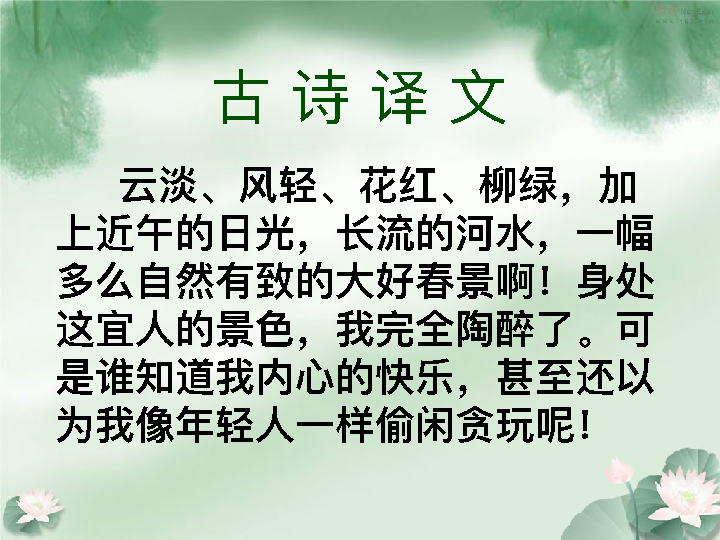 古诗译文
云淡、风轻、花红、柳绿，加
上近午的日光，长流的河水，一幅
多么自然有致的大好春景啊！身处
这宜人的景色，我完全陶醉了。可
是谁知道我内心的快乐，甚至还以
为我像年轻人一样偷闲贪玩呢！